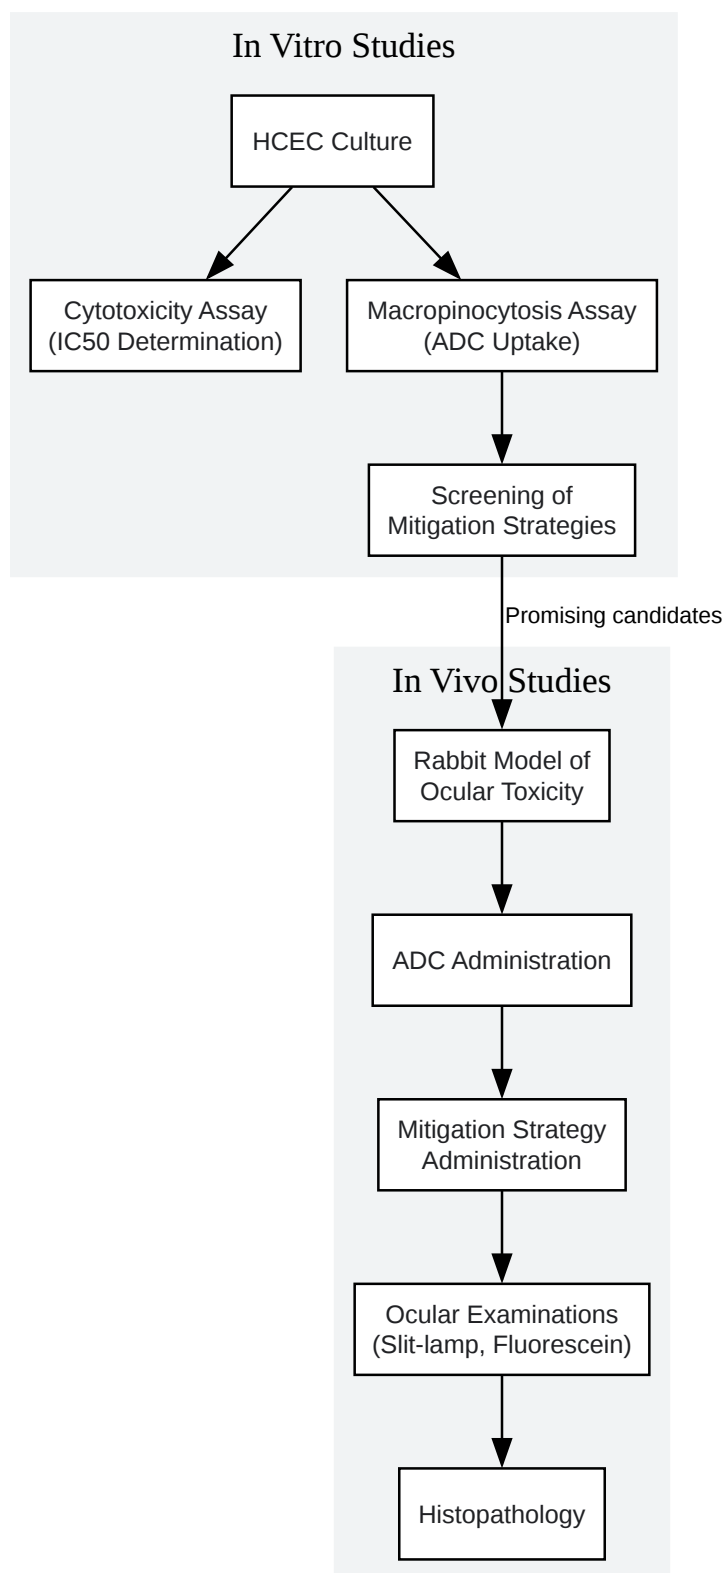 In Vitro Studies
HCEC Culture
Cytotoxicity Assay
(IC50 Determination)
Macropinocytosis Assay
(ADC Uptake)
Screening of
Mitigation Strategies
Promising candidates
In Vivo Studies
Rabbit Model of
Ocular Toxicity
ADC Administration
Mitigation Strategy
Administration
Ocular Examinations
(Slit-lamp, Fluorescein)
Histopathology